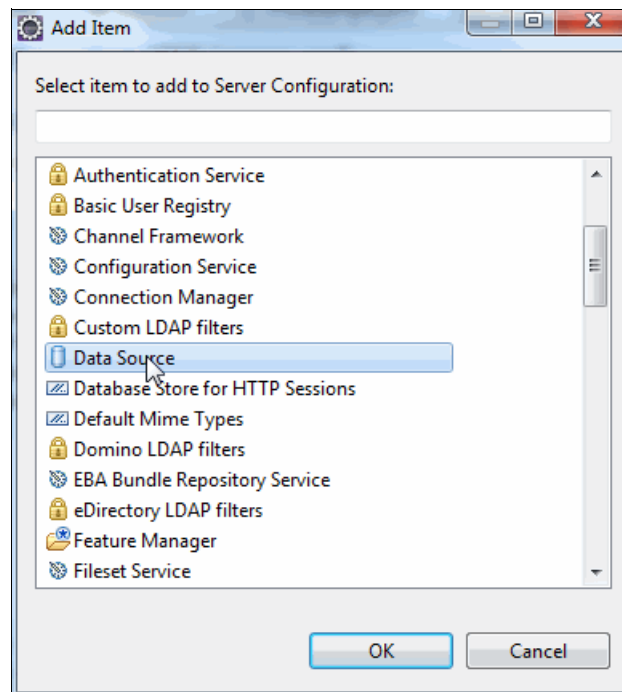 Add Item
Select item to add to Server Configuration:
Authentication Service
Basic User Registry
Channel Framework
Configuration Service
Connection Manager
Custom LDAP filters
Data Source
Database Store for HTTP Sessions
Default Mime Types
Domino LDAP filters
EBA Bundle Repository Service
eDirectory LDAP filters
Feature Manager
Fileset Service
OK Cancel